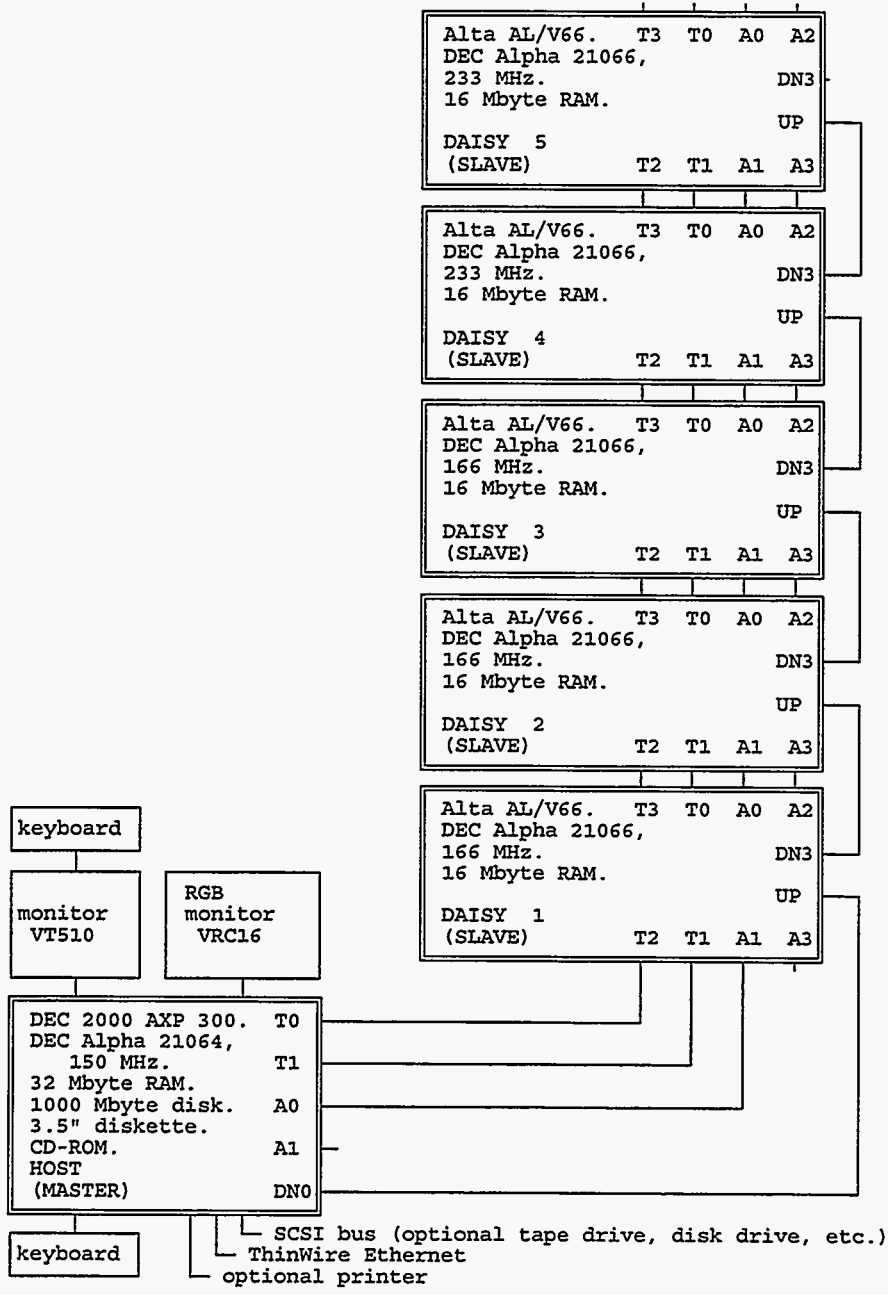 Alta AL/V66. T3 T0 A0 A2
DEC Alpha 21066,
233 MHz. DN3
16 Mbyte RAM.
UP
DAISY 5
(SLAVE) T2 T1 A1 A3
Alta AL/V66. T3 T0 A0 A2
DEC Alpha 21066,
233 MHz. DN3
16 Mbyte RAM.
UP
DAISY 4
(SLAVE) T2 T1 A1 A3
Alta AL/V66. T3 T0 A0 A2
DEC Alpha 21066,
166 MHz. DN3
16 Mbyte RAM.
UP
DAISY 3
(SLAVE) T2 T1 A1 A3
Alta AL/V66. T3 T0 A0 A2
DEC Alpha 21066,
166 MHz. DN3
16 Mbyte RAM.
UP
DAISY 2
(SLAVE) T2 T1 A1 A3
Alta AL/V66. T3 T0 A0 A2
DEC Alpha 21066,
166 MHz. DN3
16 Mbyte RAM.
UP
DAISY 1
(SLAVE) T2 T1 A1 A3
keyboard
monitor
VT510
RGB
monitor
VRC16
DEC 2000 AXP 300. T0
DEC Alpha 21064,
150 MHz. T1
32 Mbyte RAM.
1000 Mbyte disk. A0
3.5" diskette.
CD-ROM. A1
HOST
(MASTER) DN0
keyboard
SCSI bus (optional tape drive, disk drive, etc.)
ThinWire Ethernet
optional printer